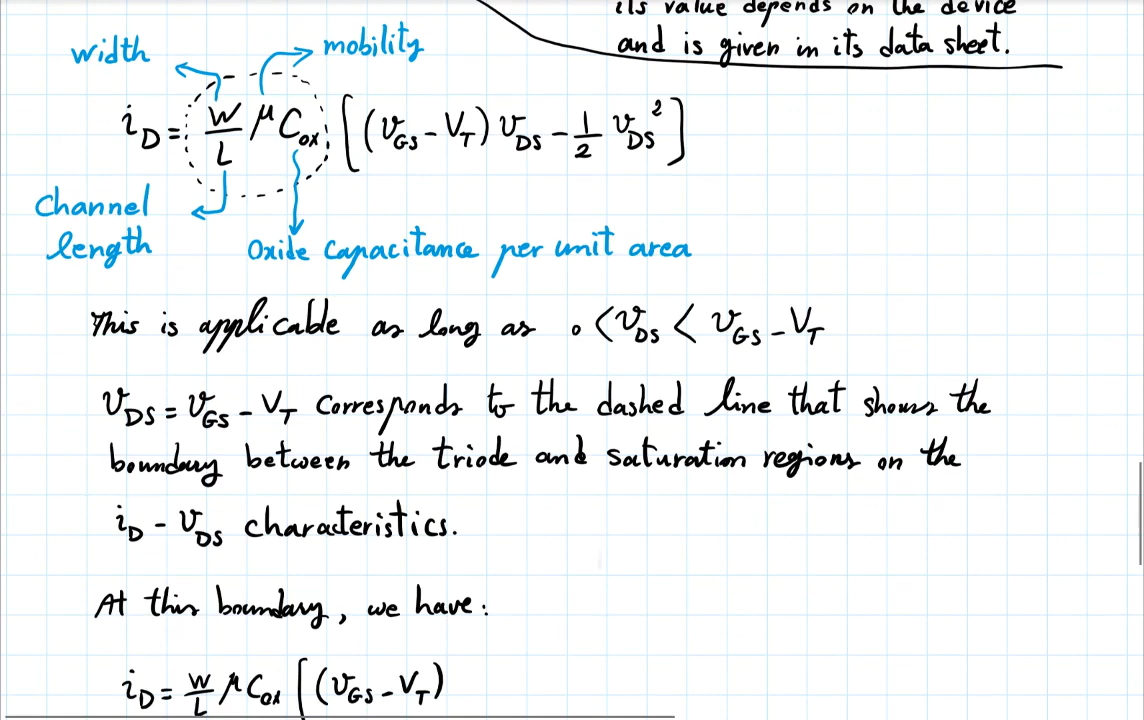 its value depends on the device
and is given in its data sheet.
width
mobility
i_D = W/L μ C_ox [(v_GS - V_T) v_DS - 1/2 v_DS^2]
Channel
length
Oxide Capacitance per unit area
This is applicable as long as 0 < v_DS < v_GS - V_T
v_DS = v_GS - V_T corresponds to the dashed line that shows the
boundary between the triode and saturation regions on the
i_D - v_DS characteristics.
At this boundary, we have:
i_D = W/L μ C_ox [(v_GS - V_T)